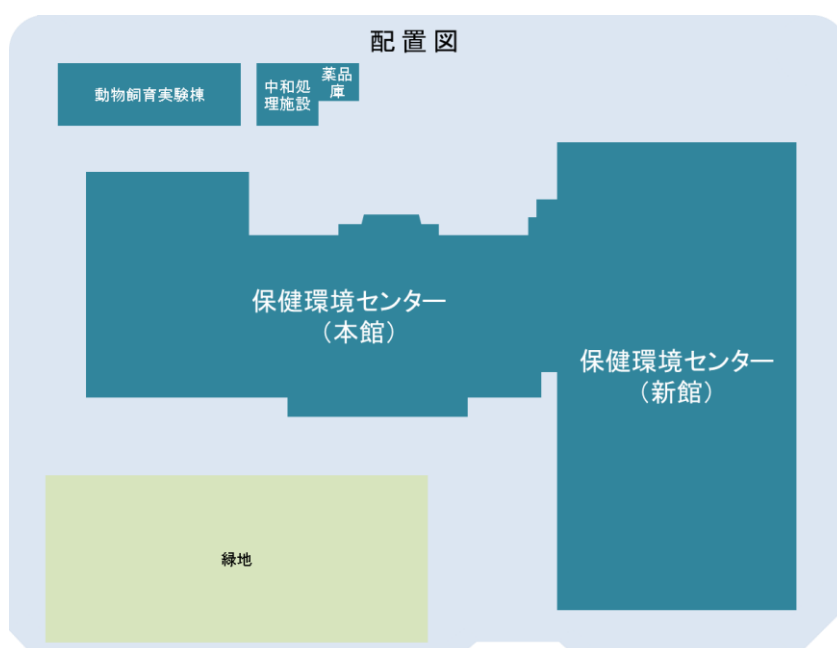 配置図
動物飼育実験棟
中和処
理施設
薬品
庫
保健環境センター
（本館）
保健環境センター
（新館）
緑地